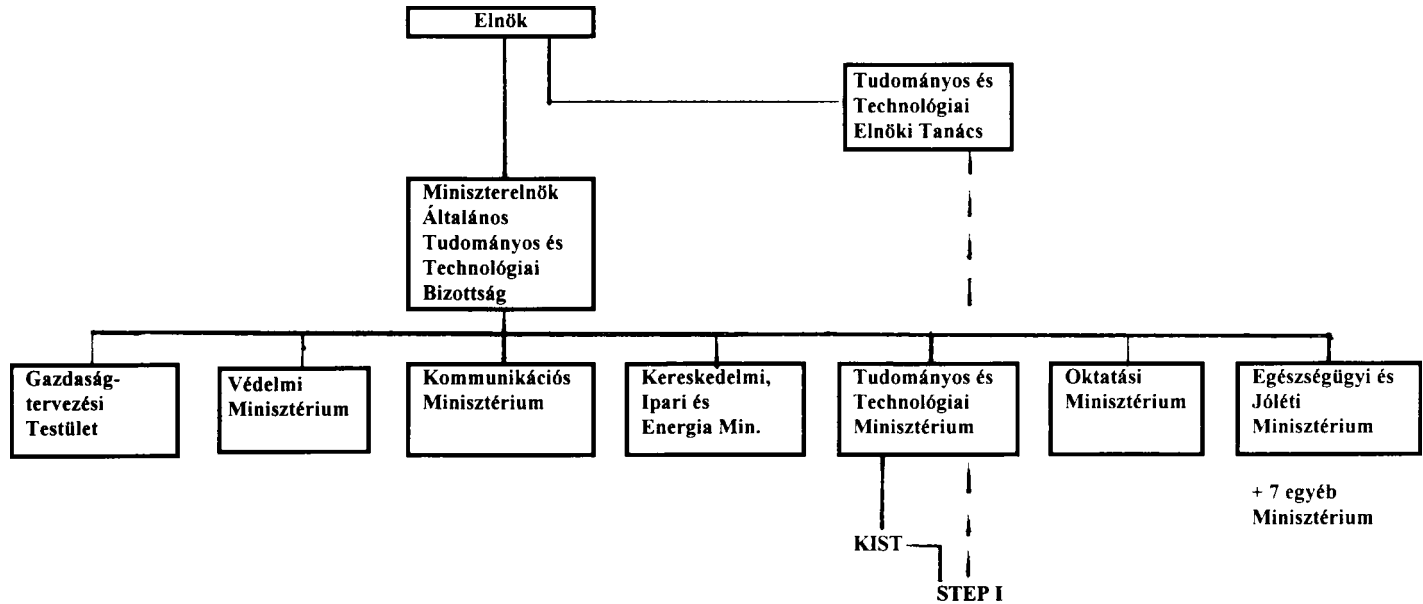 Elnök
Tudományos és
Technológiai
Elnöki Tanács
Miniszterelnök
Általános
Tudományos és
Technológiai
Bizottság
Gazdaság-
tervezési
Testület
Védelmi
Minisztérium
Kommunikációs
Minisztérium
Kereskedelmi,
Ipari és
Energia Min.
Tudományos és
Technológiai
Minisztérium
Oktatási
Minisztérium
Egészségügyi és
Jóléti
Minisztérium
+ 7 egyéb
Minisztérium
KIST
STEP I